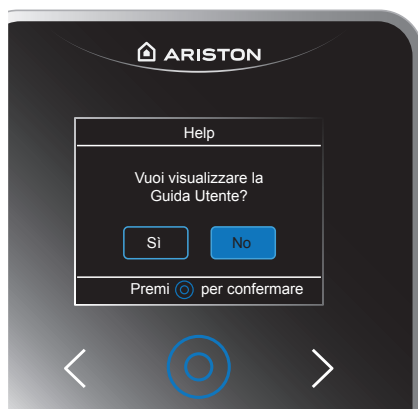 ARISTON
Help
Vuoi visualizzare la
Guida Utente?
Sì No
Premi per confermare